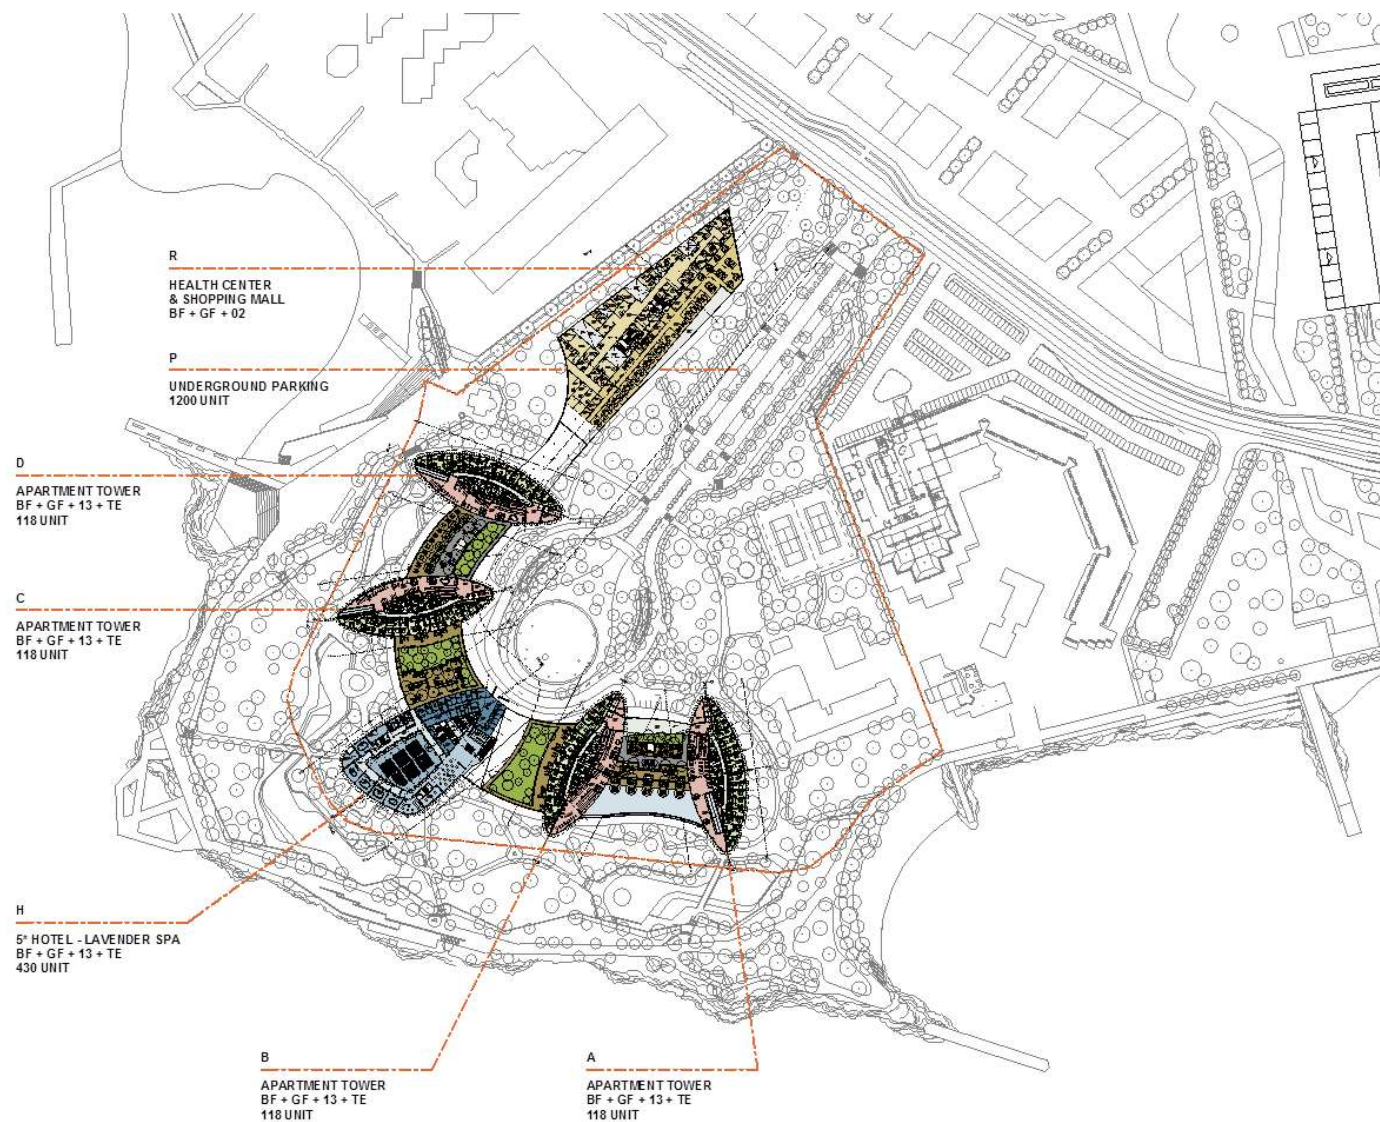 R
HEALTH CENTER
& SHOPPING MALL
BF + GF + 02
P
UNDERGROUND PARKING
1200 UNIT
D
APARTMENT TOWER
BF + GF + 13 + TE
118 UNIT
C
APARTMENT TOWER
BF + GF + 13 + TE
118 UNIT
H
5* HOTEL - LAVENDER SPA
BF + GF + 13 + TE
430 UNIT
B
APARTMENT TOWER
BF + GF + 13 + TE
118 UNIT
A
APARTMENT TOWER
BF + GF + 13 + TE
118 UNIT